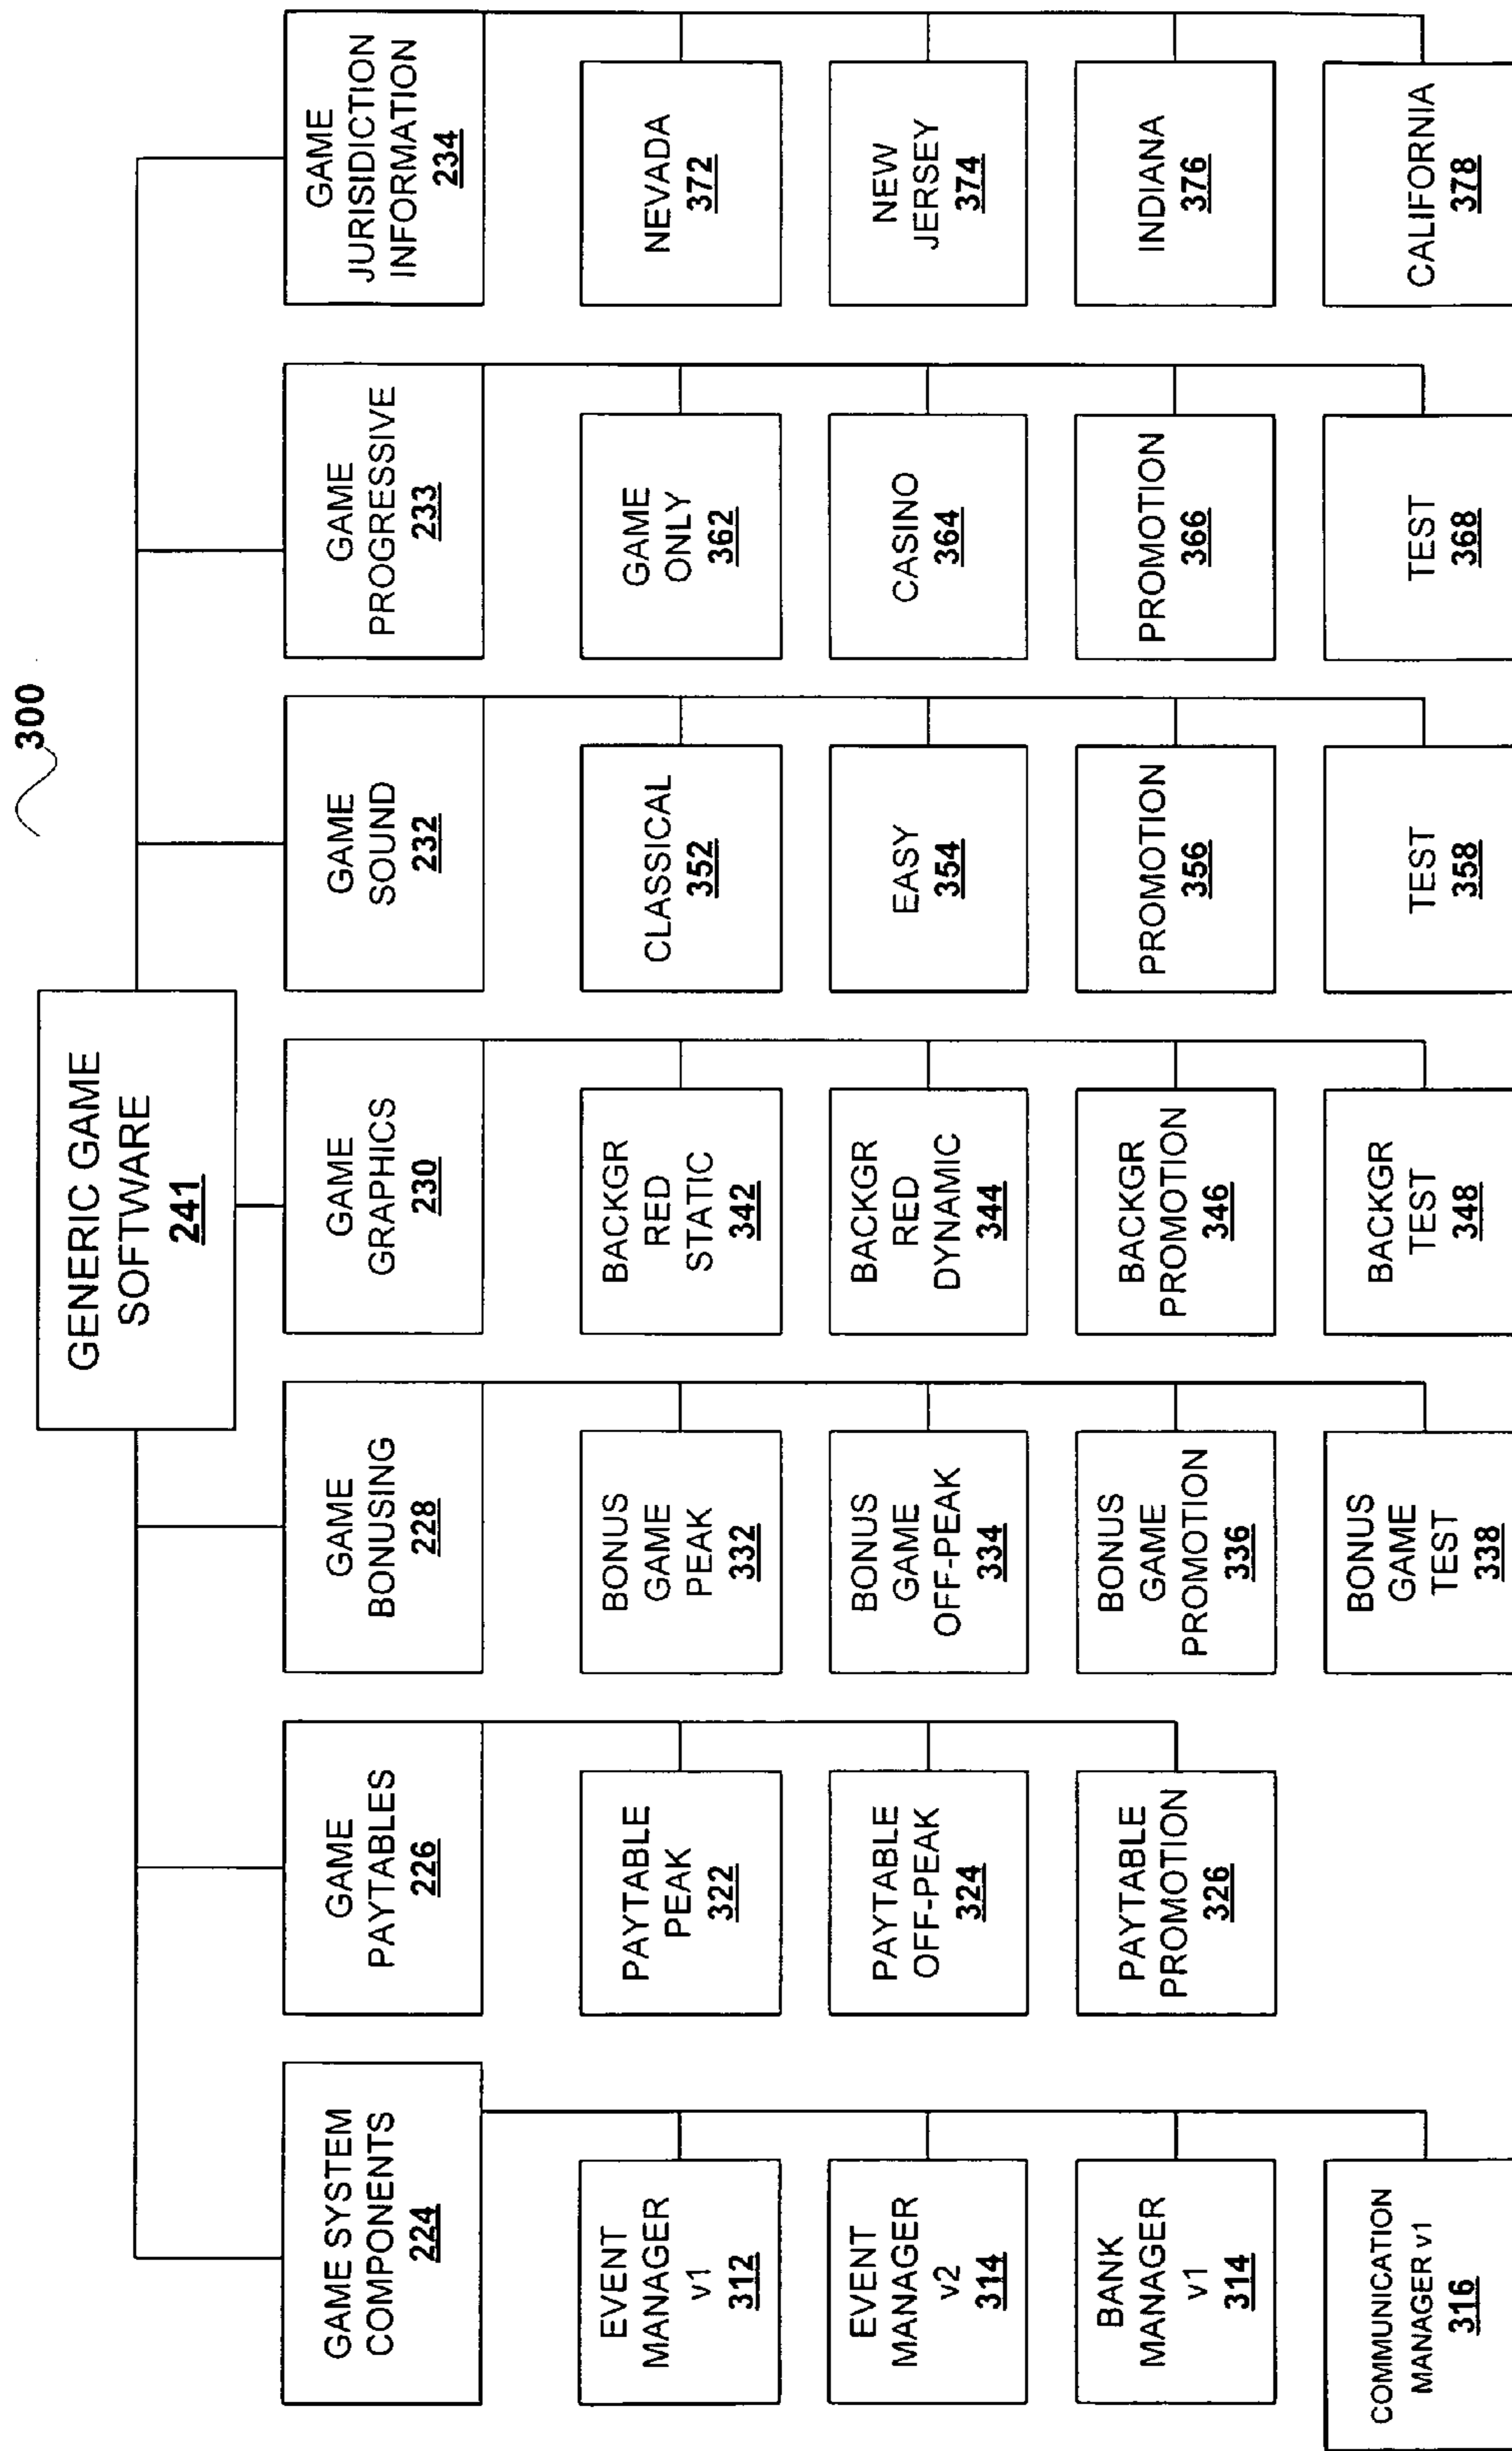 300
GENERIC GAME
SOFTWARE
241
GAME SYSTEM
COMPONENTS
224
EVENT
MANAGER
v1
312
EVENT
MANAGER
v2
314
BANK
MANAGER
v1
314
COMMUNICATION
MANAGER v1
316
GAME
PAYTABLES
226
PAYTABLE
PEAK
322
PAYTABLE
OFF-PEAK
324
PAYTABLE
PROMOTION
326
GAME
BONUSING
228
BONUS
GAME
PEAK
332
BONUS
GAME
OFF-PEAK
334
BONUS
GAME
PROMOTION
336
BONUS
GAME
TEST
338
GAME
GRAPHICS
230
BACKGR
RED
STATIC
342
BACKGR
RED
DYNAMIC
344
BACKGR
PROMOTION
346
BACKGR
TEST
348
GAME
SOUND
232
CLASSICAL
352
EASY
354
PROMOTION
356
TEST
358
GAME
PROGRESSIVE
233
GAME
ONLY
362
CASINO
364
PROMOTION
366
TEST
368
GAME
JURISIDICTION
INFORMATION
234
NEVADA
372
NEW
JERSEY
374
INDIANA
376
CALIFORNIA
378